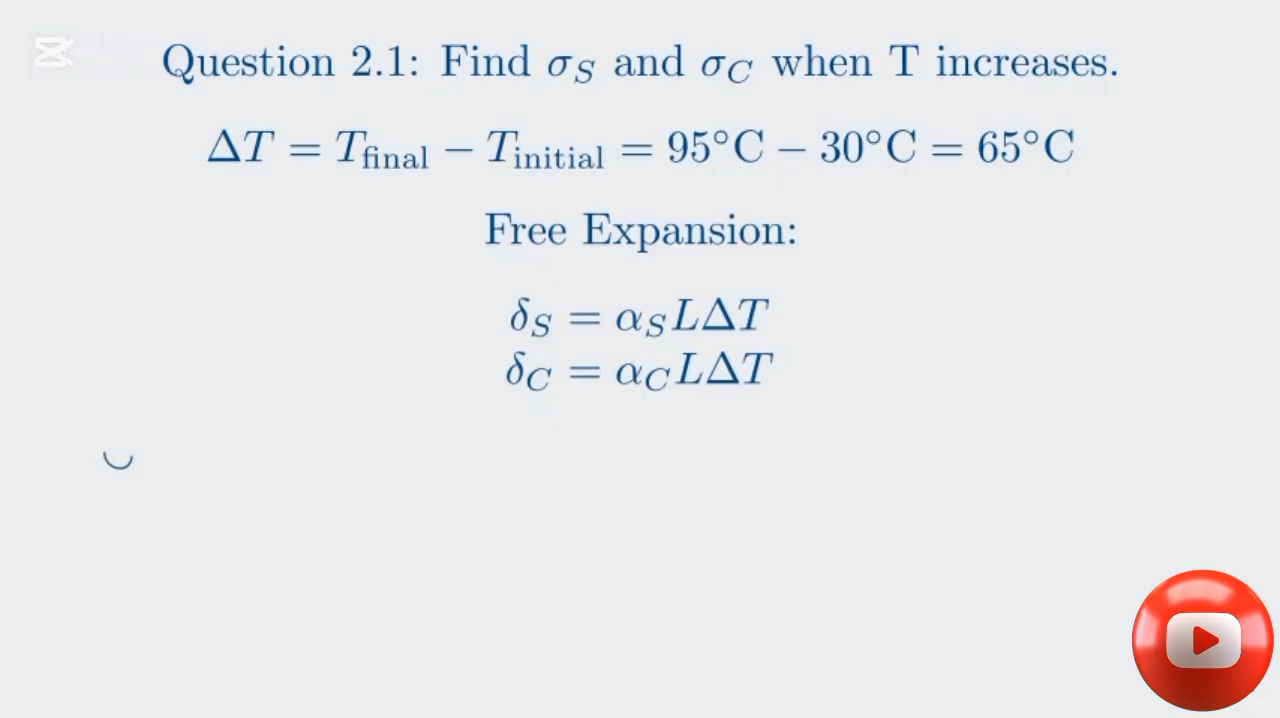 Question 2.1: Find σ_S and σ_C when T increases.
ΔT = T_final − T_initial = 95°C − 30°C = 65°C
Free Expansion:
δ_S = α_S LΔT
δ_C = α_C LΔT